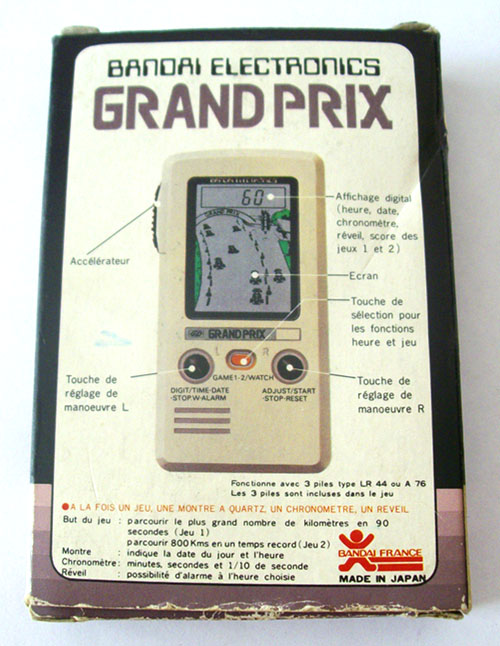 BANDAI ELECTRONICS
GRAND PRIX
BANDAI ELECTRONICS
60
GRAND PRIX
Affichage digital
(heure, date,
chronomètre,
réveil, score des
jeux 1 et 2)
Accélérateur
Ecran
Touche de
sélection pour
les fonctions
heure et jeu
GRAND PRIX
L R
GAME1-2/WATCH
DIGIT/TIME-DATE
-STOP.W-ALARM
ADJUST/START
-STOP-RESET
Touche de
réglage de
manoeuvre L
Touche de
réglage de
manoeuvre R
Fonctionne avec 3 piles type LR 44 ou A 76
Les 3 piles sont incluses dans le jeu
A LA FOIS UN JEU, UNE MONTRE A QUARTZ, UN CHRONOMETRE, UN REVEIL
But du jeu : parcourir le plus grand nombre de kilomètres en 90
secondes (Jeu 1)
parcourir 800 Kms en un temps record (Jeu 2)
Montre : indique la date du jour et l'heure
Chronomètre : minutes, secondes et 1/10 de seconde
Réveil : possibilité d'alarme à l'heure choisie
BANDAI FRANCE
MADE IN JAPAN